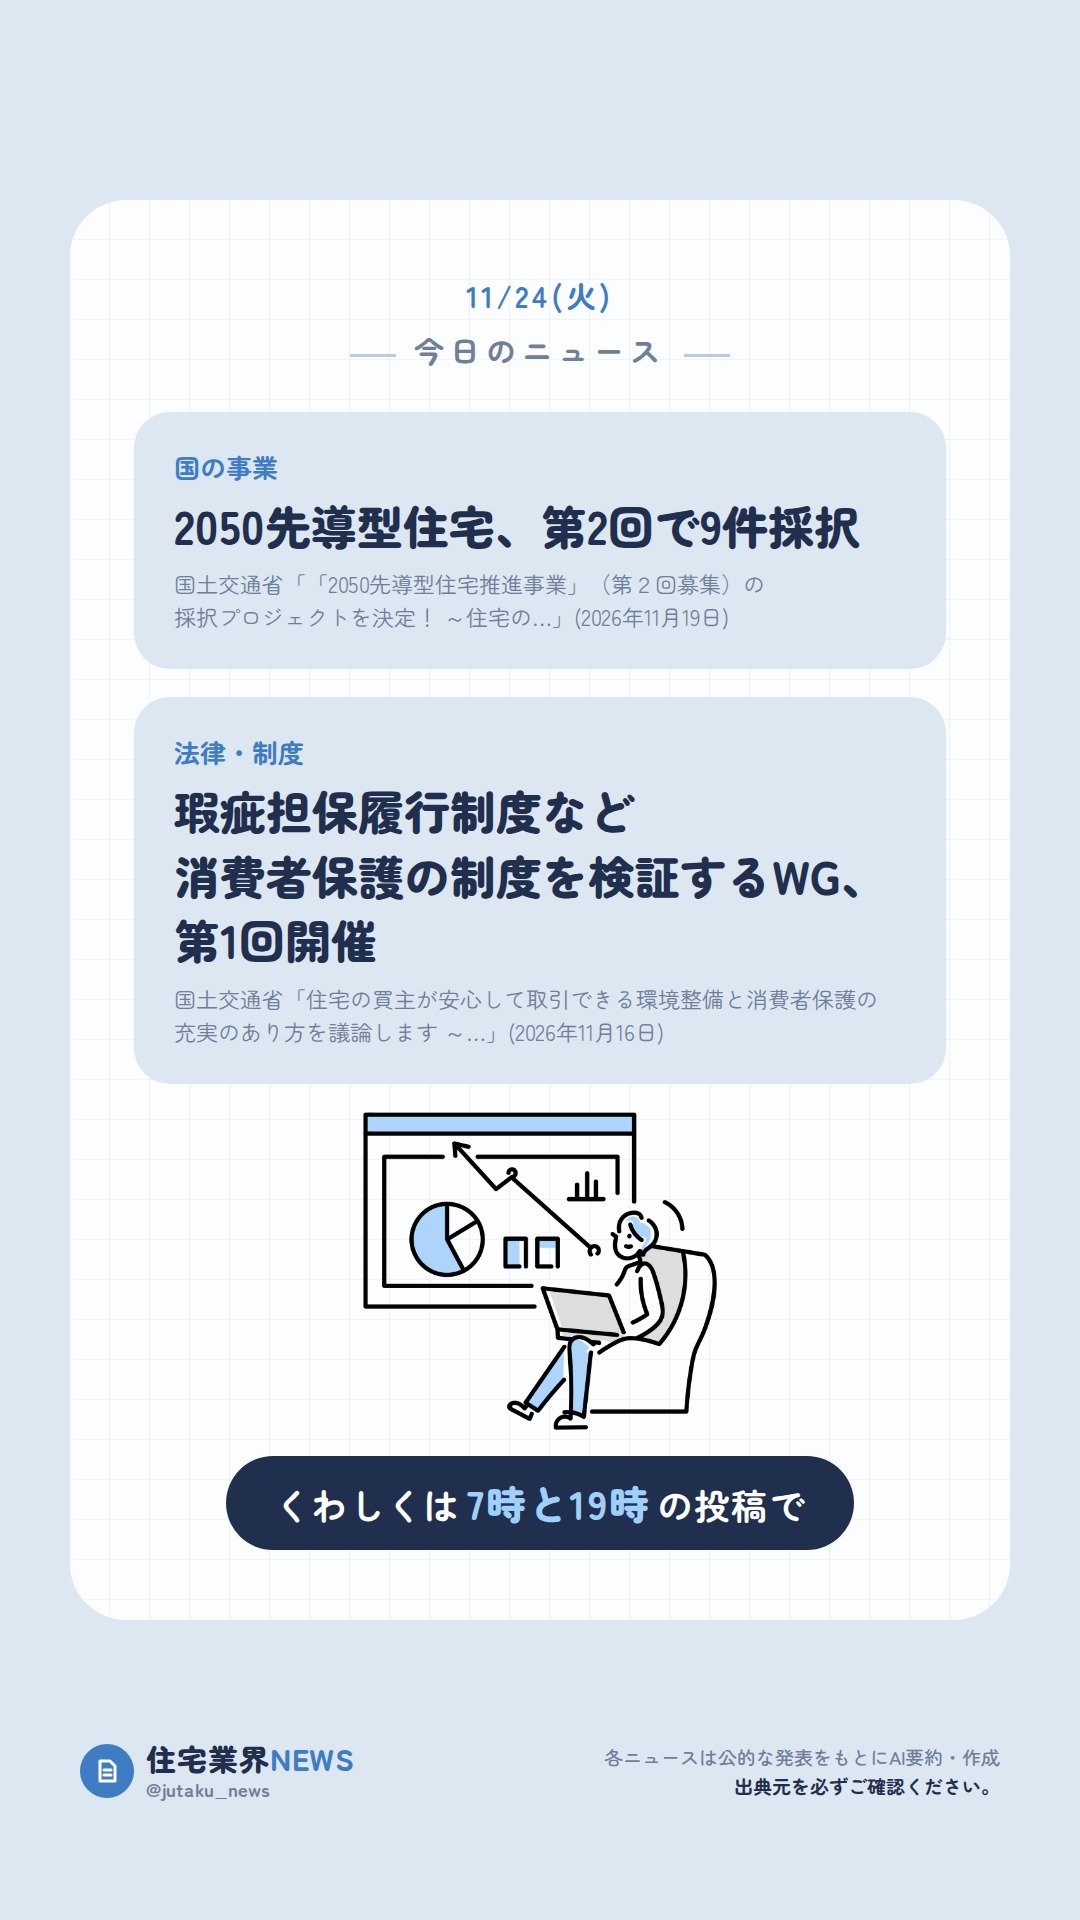 11/24(火)
今日のニュース
国の事業
2050先導型住宅、第2回で9件採択
国土交通省「「2050先導型住宅推進事業」（第２回募集）の
採択プロジェクトを決定！ ～住宅の…」(2026年11月19日)
法律・制度
瑕疵担保履行制度など
消費者保護の制度を検証するWG、
第1回開催
国土交通省「住宅の買主が安心して取引できる環境整備と消費者保護の
充実のあり方を議論します ～…」(2026年11月16日)
くわしくは 7時と19時 の投稿で
住宅業界NEWS
@jutaku_news
各ニュースは公的な発表をもとにAI要約・作成
出典元を必ずご確認ください。